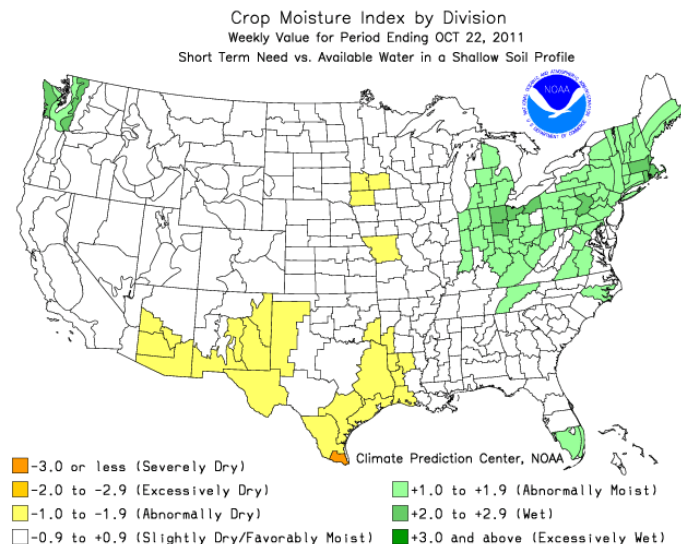 Crop Moisture Index by Division
Weekly Value for Period Ending OCT 22, 2011
Short Term Need vs. Available Water in a Shallow Soil Profile
NOAA
Climate Prediction Center, NOAA
-3.0 or less (Severely Dry)
-2.0 to -2.9 (Excessively Dry)
-1.0 to -1.9 (Abnormally Dry)
-0.9 to +0.9 (Slightly Dry/Favorably Moist)
+1.0 to +1.9 (Abnormally Moist)
+2.0 to +2.9 (Wet)
+3.0 and above (Excessively Wet)